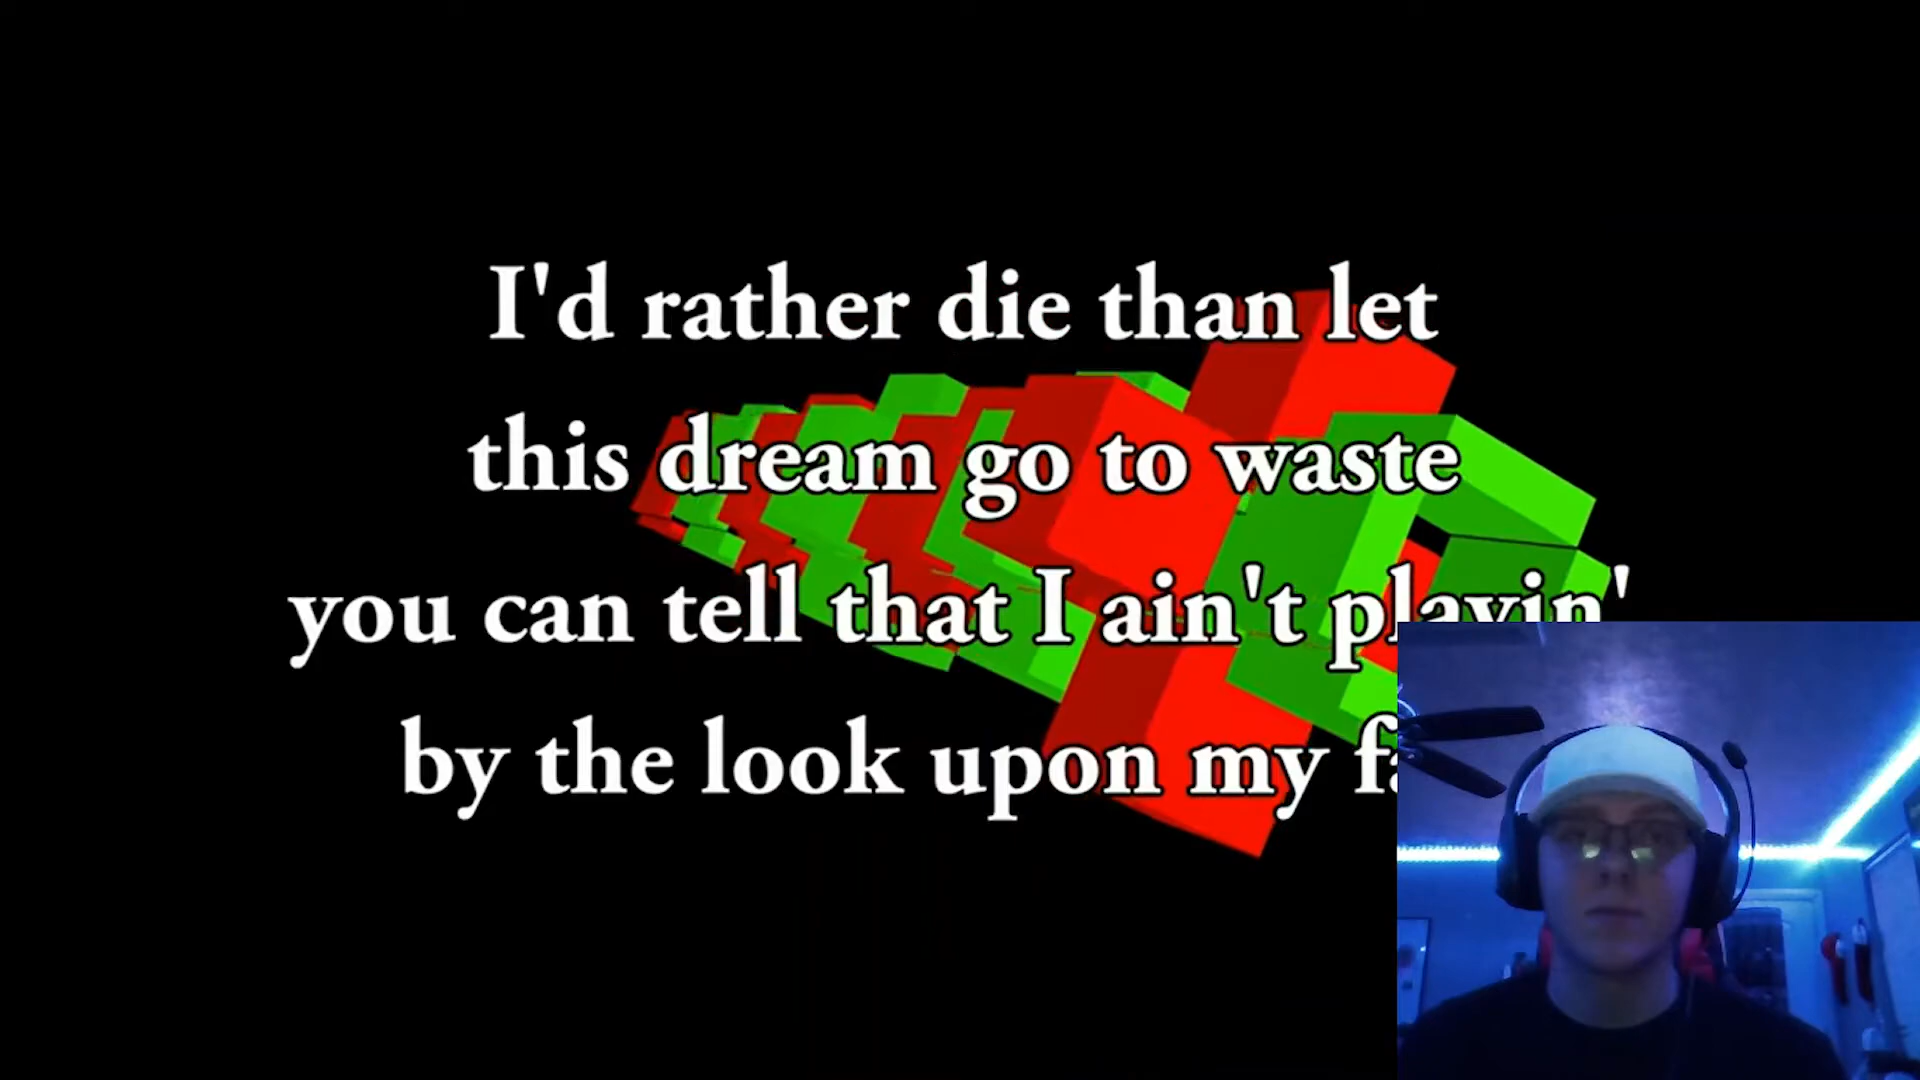 I'd rather die than let
this dream go to waste
you can tell that I ain't playin'
by the look upon my